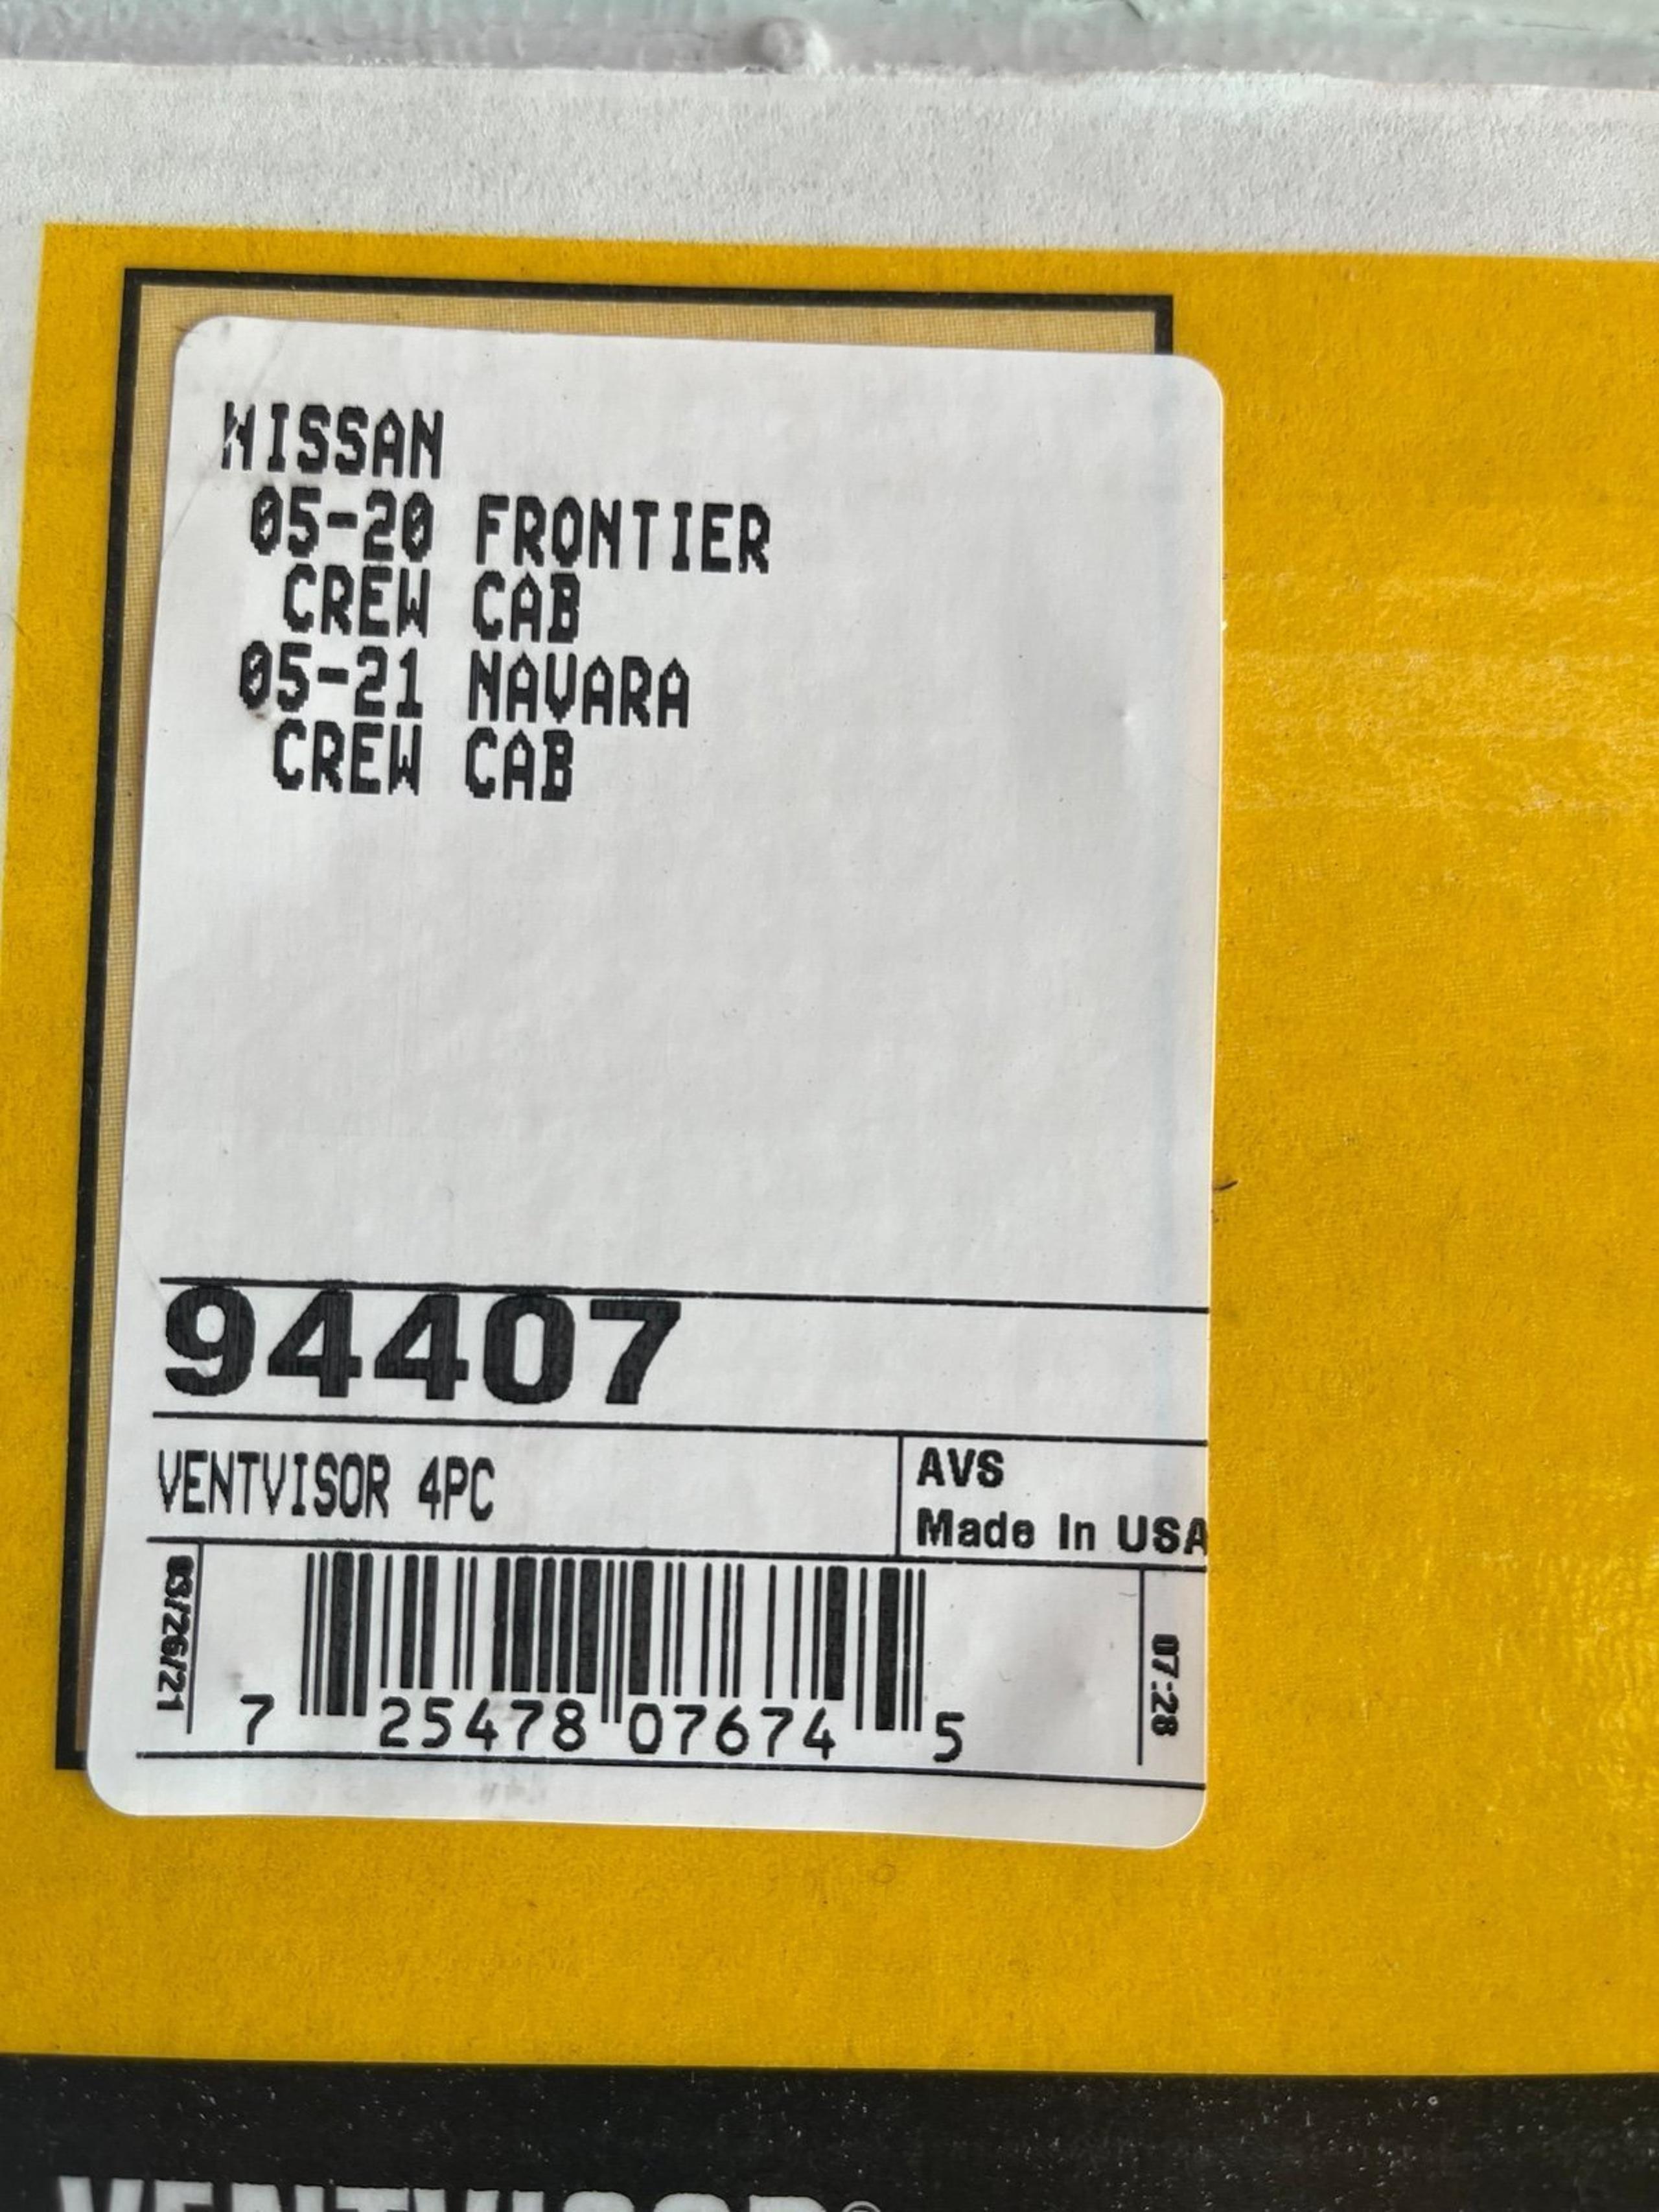 NISSAN
05-20 FRONTIER
CREW CAB
05-21 NAVARA
CREW CAB
94407
VENTVISOR 4PC
AVS
Made In USA
03/26/21
7 25478 07674 5
07:28
VENTVISOR®